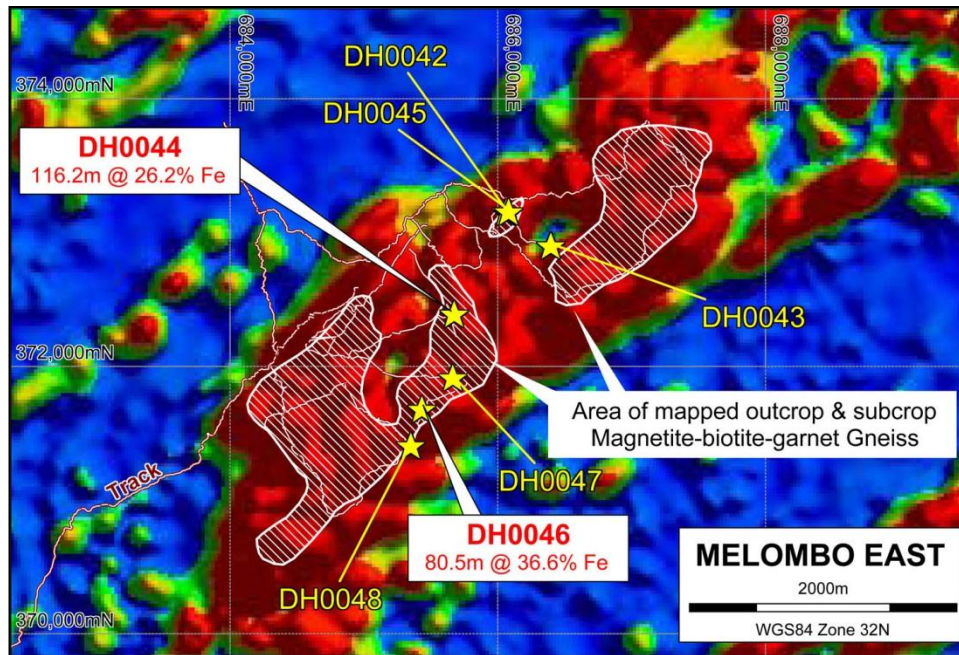 684,000mE
686,000mE
688,000mE
DH0042
DH0045
374,000mN
DH0044
116.2m @ 26.2% Fe
DH0043
372,000mN
Area of mapped outcrop & subcrop
Magnetite-biotite-garnet Gneiss
Track
DH0047
DH0046
80.5m @ 36.6% Fe
DH0048
370,000mN
MELOMBO EAST
2000m
WGS84 Zone 32N